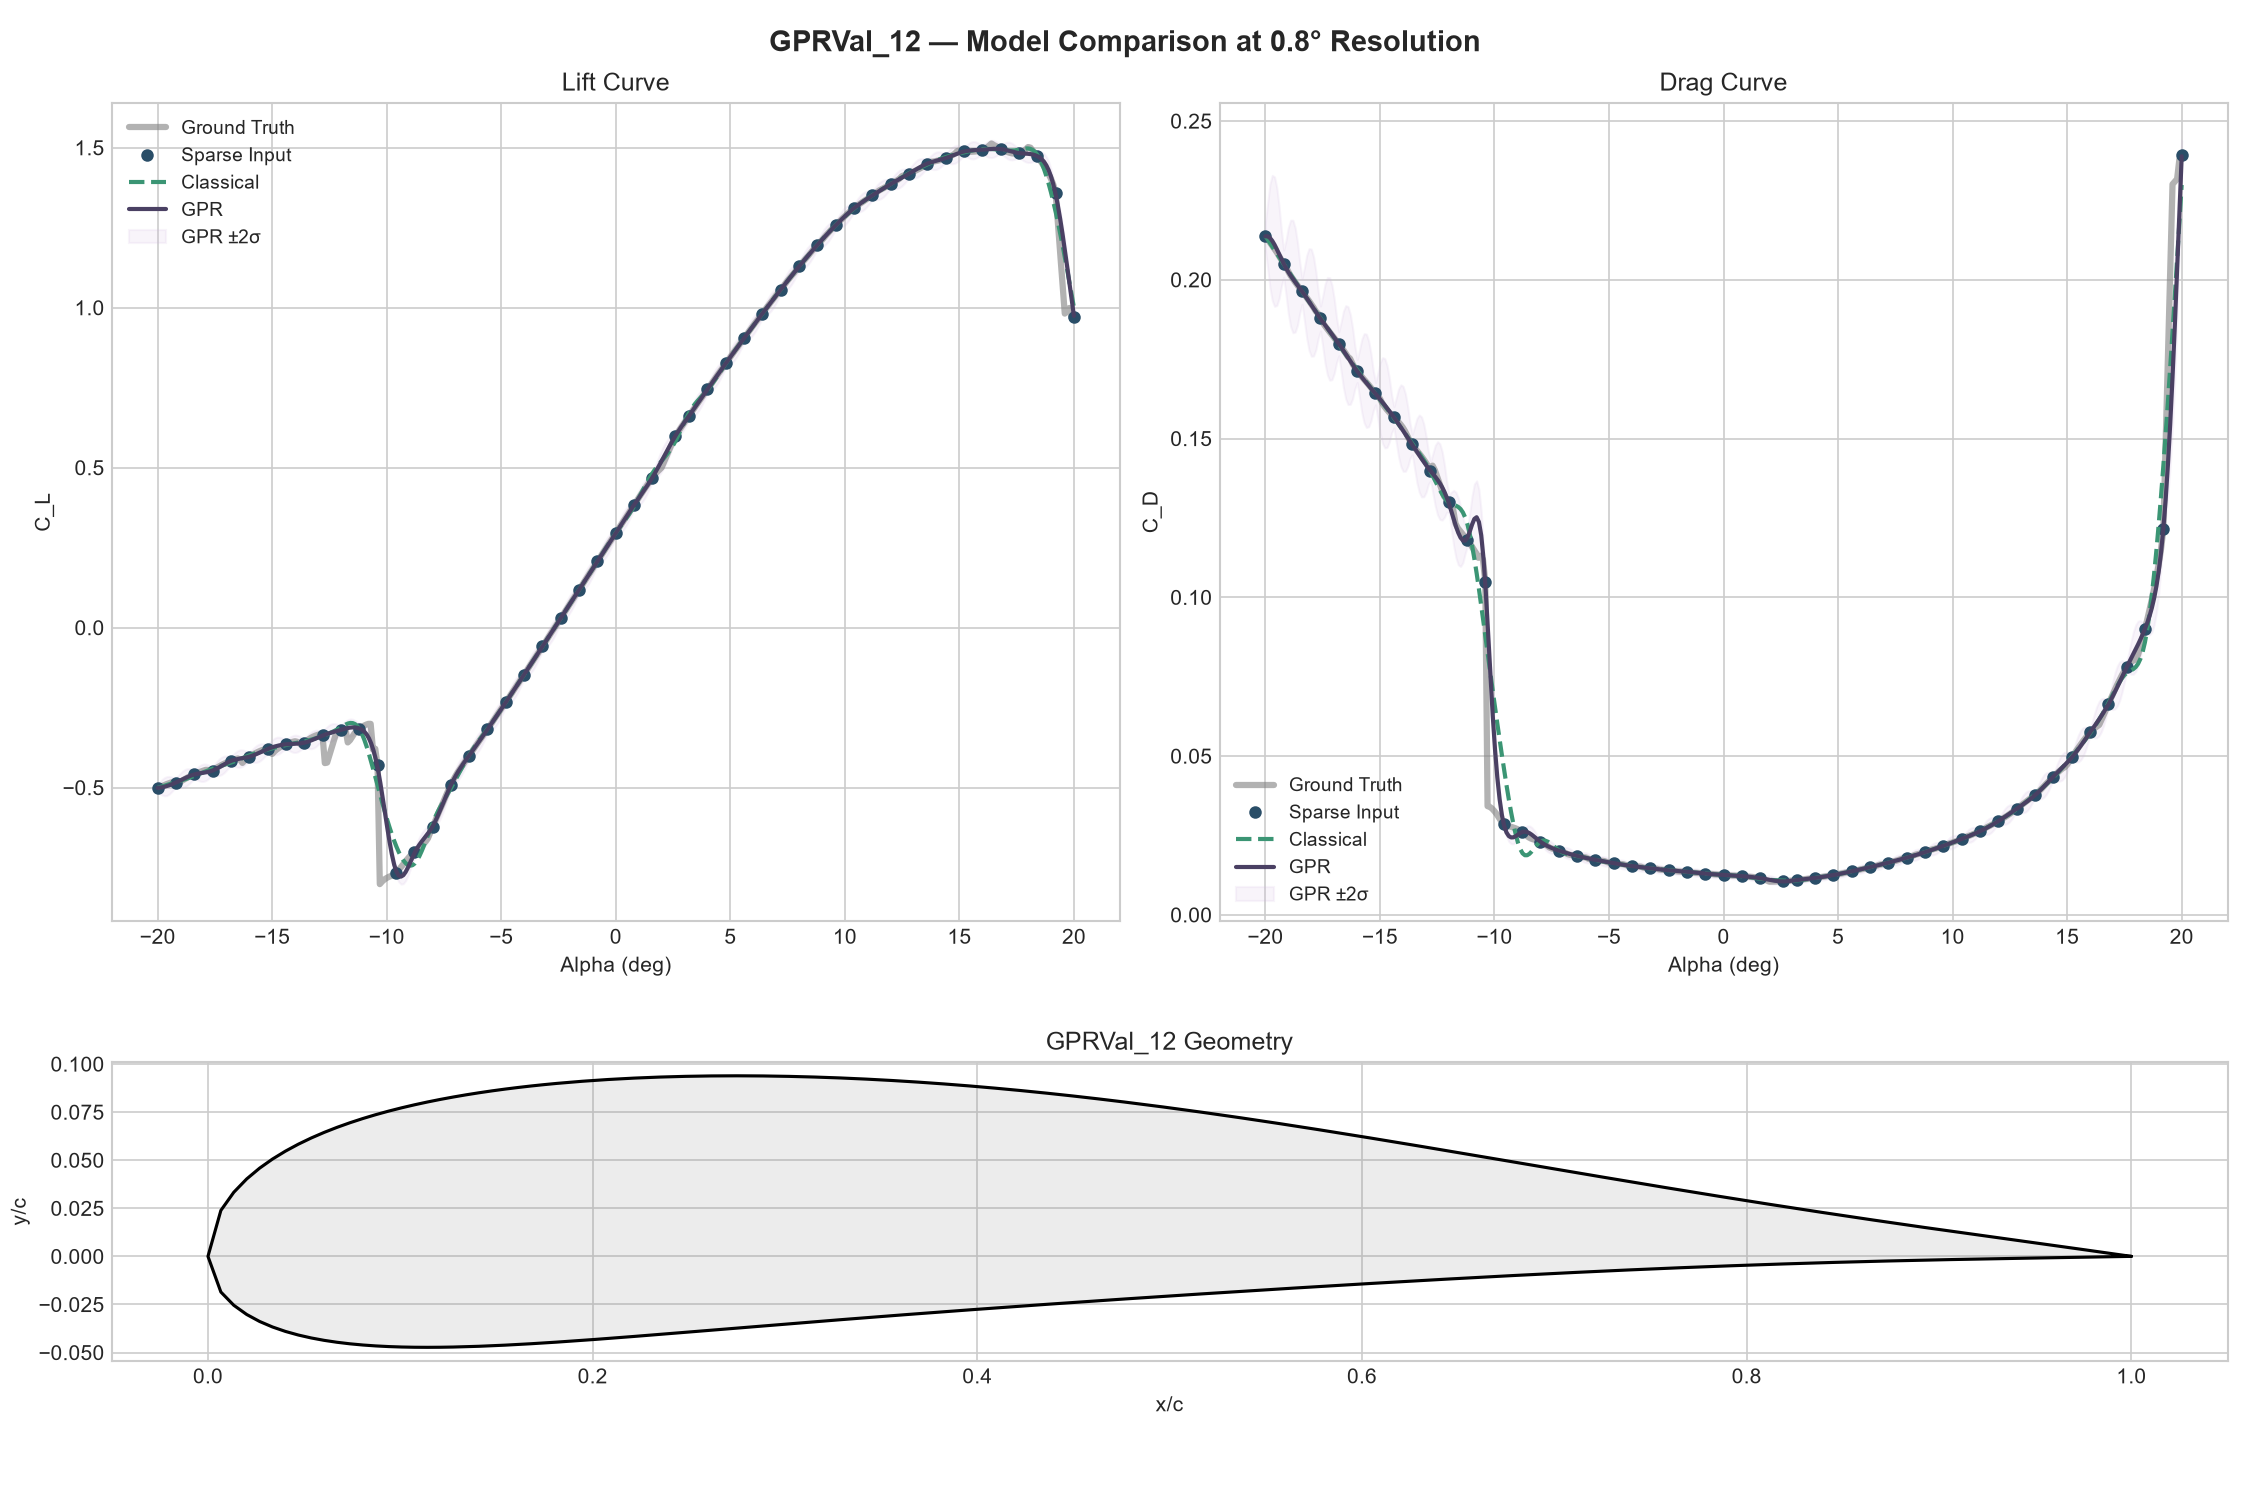 GPRVal_12 — Model Comparison at 0.8° Resolution
Lift Curve
Ground Truth
Sparse Input
Classical
GPR
GPR ±2σ
1.5
1.0
0.5
0.0
−0.5
C_L
−20
−15
−10
−5
0
5
10
15
20
Alpha (deg)
Drag Curve
0.25
0.20
0.15
0.10
0.05
0.00
C_D
Ground Truth
Sparse Input
Classical
GPR
GPR ±2σ
−20
−15
−10
−5
0
5
10
15
20
Alpha (deg)
GPRVal_12 Geometry
0.100
0.075
0.050
0.025
0.000
−0.025
−0.050
y/c
0.0
0.2
0.4
0.6
0.8
1.0
x/c